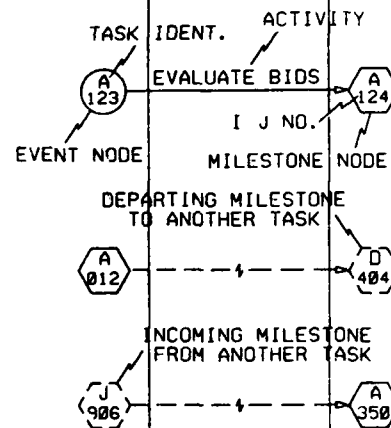 ACTIVITY
TASK IDENT.
A
123
EVALUATE BIDS
A
124
I J NO.
EVENT NODE
MILESTONE NODE
DEPARTING MILESTONE
TO ANOTHER TASK
A
012
D
404
INCOMING MILESTONE
FROM ANOTHER TASK
J
906
A
350